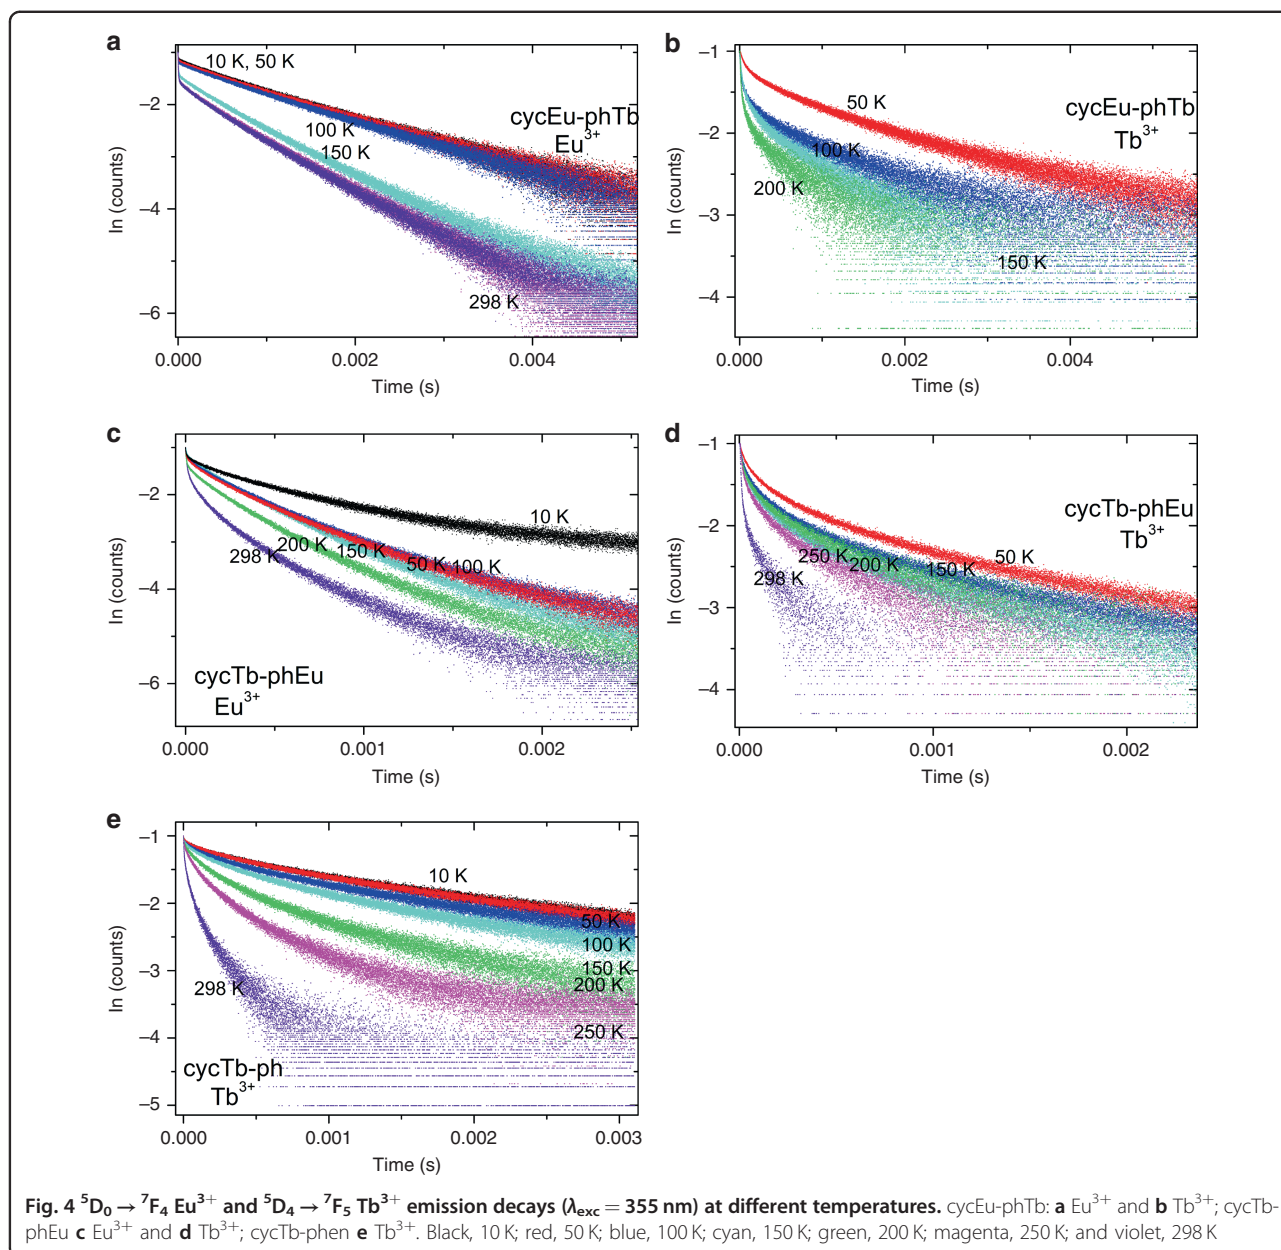 a
10 K, 50 K
100 K
150 K
298 K
cycEu-phTb
Eu3+
ln (counts)
−2
−4
−6
0.000
0.002
0.004
Time (s)
b
50 K
100 K
200 K
150 K
cycEu-phTb
Tb3+
ln (counts)
−1
−2
−3
−4
0.000
0.002
0.004
Time (s)
c
10 K
298 K
200 K
150 K
50 K
100 K
cycTb-phEu
Eu3+
ln (counts)
−2
−4
−6
0.000
0.001
0.002
Time (s)
d
cycTb-phEu
Tb3+
50 K
298 K
250 K
200 K
150 K
ln (counts)
−1
−2
−3
−4
0.000
0.001
0.002
Time (s)
e
10 K
50 K
100 K
150 K
200 K
250 K
298 K
cycTb-ph
Tb3+
ln (counts)
−1
−2
−3
−4
−5
0.000
0.001
0.002
0.003
Time (s)
Fig. 4 ⁵D₀ → ⁷F₄ Eu³⁺ and ⁵D₄ → ⁷F₅ Tb³⁺ emission decays (λexc = 355 nm) at different temperatures. cycEu-phTb: a Eu³⁺ and b Tb³⁺; cycTb-
phEu c Eu³⁺ and d Tb³⁺; cycTb-phen e Tb³⁺. Black, 10 K; red, 50 K; blue, 100 K; cyan, 150 K; green, 200 K; magenta, 250 K; and violet, 298 K